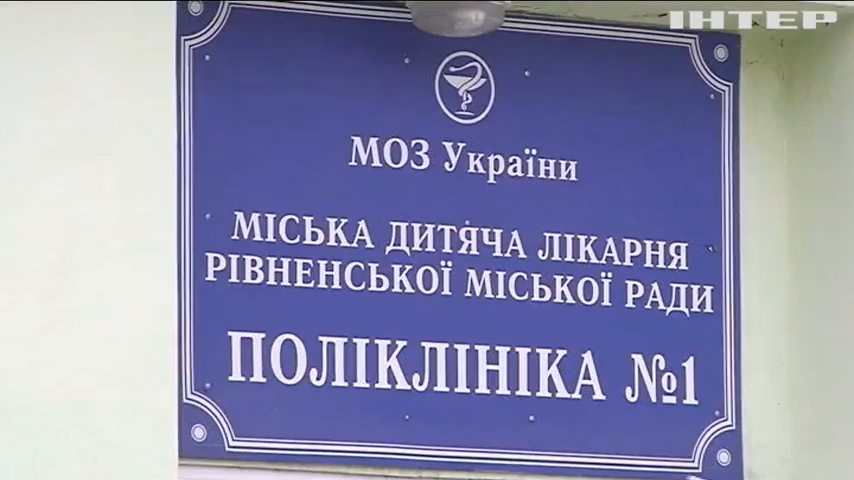 ІНТЕР
МОЗ України
МІСЬКА ДИТЯЧА ЛІКАРНЯ
РІВНЕНСЬКОЇ МІСЬКОЇ РАДИ
ПОЛІКЛІНІКА №1